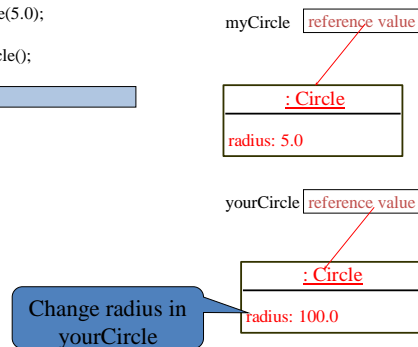 e(5.0);
cle();
myCircle reference value
: Circle
radius: 5.0
yourCircle reference value
: Circle
radius: 100.0
Change radius in
yourCircle